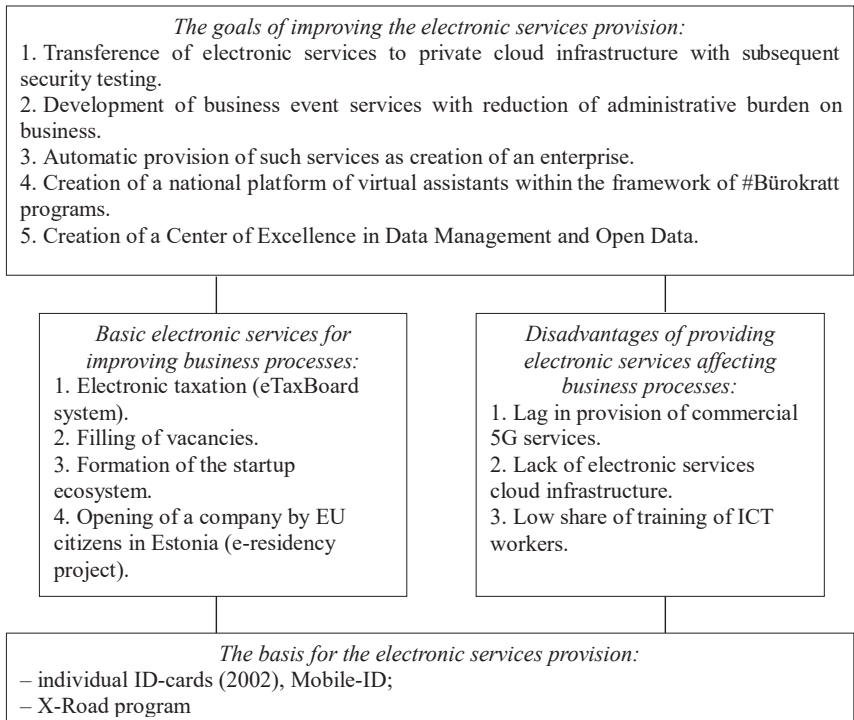 The goals of improving the electronic services provision:
1. Transference of electronic services to private cloud infrastructure with subsequent
security testing.
2. Development of business event services with reduction of administrative burden on
business.
3. Automatic provision of such services as creation of an enterprise.
4. Creation of a national platform of virtual assistants within the framework of #Bürokratt
programs.
5. Creation of a Center of Excellence in Data Management and Open Data.
Basic electronic services for
improving business processes:
1. Electronic taxation (eTaxBoard
system).
2. Filling of vacancies.
3. Formation of the startup
ecosystem.
4. Opening of a company by EU
citizens in Estonia (e-residency
project).
Disadvantages of providing
electronic services affecting
business processes:
1. Lag in provision of commercial
5G services.
2. Lack of electronic services
cloud infrastructure.
3. Low share of training of ICT
workers.
The basis for the electronic services provision:
– individual ID-cards (2002), Mobile-ID;
– X-Road program